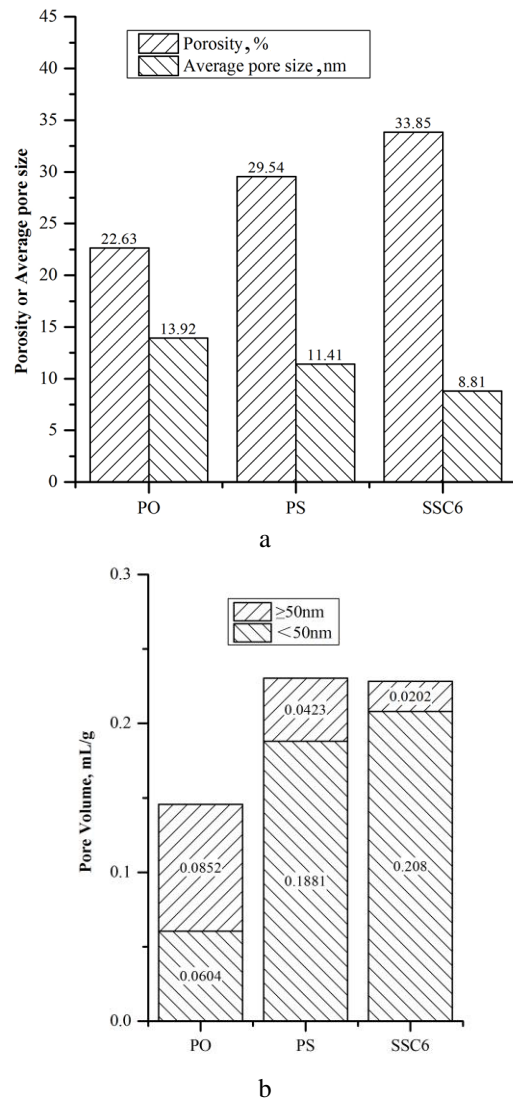 45
40
35
30
25
20
15
10
5
0
Porosity or Average pore size
Porosity, %
Average pore size, nm
22.63
13.92
29.54
11.41
33.85
8.81
PO PS SSC6
a
0.3
0.2
0.1
0.0
Pore Volume, mL/g
≥50nm
<50nm
0.0852
0.0604
0.0423
0.1881
0.0202
0.208
PO PS SSC6
b